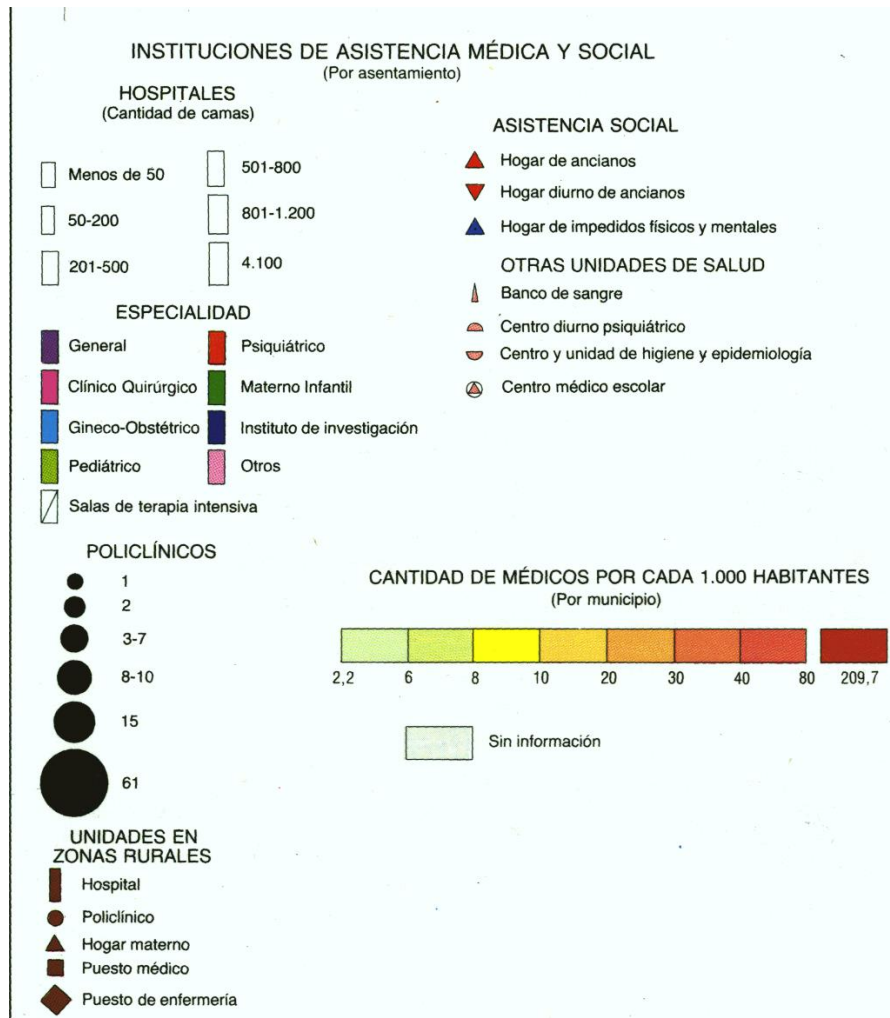 INSTITUCIONES DE ASISTENCIA MÉDICA Y SOCIAL
(Por asentamiento)
HOSPITALES
(Cantidad de camas)
Menos de 50
50-200
201-500
501-800
801-1.200
4.100
ESPECIALIDAD
General
Clínico Quirúrgico
Gineco-Obstétrico
Pediátrico
Salas de terapia intensiva
Psiquiátrico
Materno Infantil
Instituto de investigación
Otros
POLICLÍNICOS
1
2
3-7
8-10
15
61
UNIDADES EN
ZONAS RURALES
Hospital
Policlínico
Hogar materno
Puesto médico
Puesto de enfermería
ASISTENCIA SOCIAL
Hogar de ancianos
Hogar diurno de ancianos
Hogar de impedidos físicos y mentales
OTRAS UNIDADES DE SALUD
Banco de sangre
Centro diurno psiquiátrico
Centro y unidad de higiene y epidemiología
Centro médico escolar
CANTIDAD DE MÉDICOS POR CADA 1.000 HABITANTES
(Por municipio)
2,2 6 8 10 20 30 40 80 209,7
Sin información